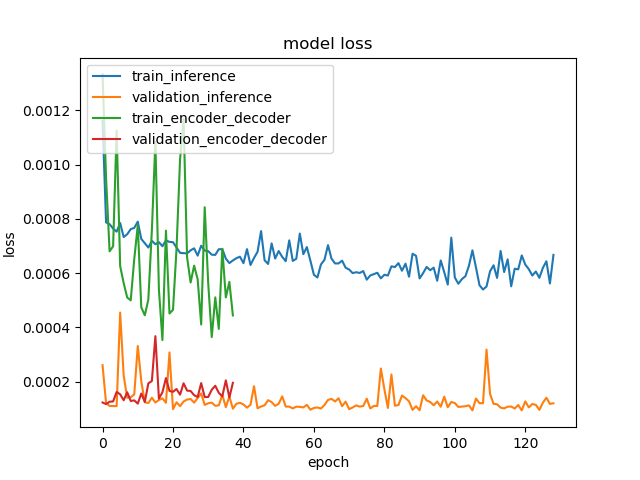 model loss
train_inference
validation_inference
train_encoder_decoder
validation_encoder_decoder
0.0012
0.0010
0.0008
0.0006
0.0004
0.0002
loss
0 20 40 60 80 100 120
epoch